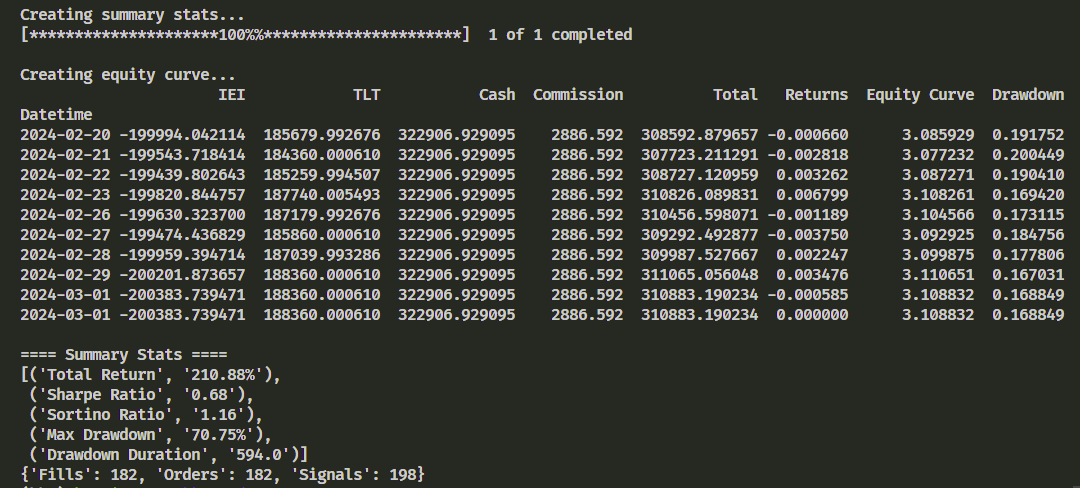 Creating summary stats...
[*********************100%%**********************]  1 of 1 completed
Creating equity curve...
IEI TLT Cash Commission Total Returns Equity Curve Drawdown
Datetime
2024-02-20 -199994.042114 185679.992676 322906.929095 2886.592 308592.879657 -0.000660 3.085929 0.191752
2024-02-21 -199543.718414 184360.000610 322906.929095 2886.592 307723.211291 -0.002818 3.077232 0.200449
2024-02-22 -199439.802643 185259.994507 322906.929095 2886.592 308727.120959 0.003262 3.087271 0.190410
2024-02-23 -199820.844757 187740.005493 322906.929095 2886.592 310826.089831 0.006799 3.108261 0.169420
2024-02-26 -199630.323700 187179.992676 322906.929095 2886.592 310456.598071 -0.001189 3.104566 0.173115
2024-02-27 -199474.436829 185860.000610 322906.929095 2886.592 309292.492877 -0.003750 3.092925 0.184756
2024-02-28 -199959.394714 187039.993286 322906.929095 2886.592 309987.527667 0.002247 3.099875 0.177806
2024-02-29 -200201.873657 188360.000610 322906.929095 2886.592 311065.056048 0.003476 3.110651 0.167031
2024-03-01 -200383.739471 188360.000610 322906.929095 2886.592 310883.190234 -0.000585 3.108832 0.168849
2024-03-01 -200383.739471 188360.000610 322906.929095 2886.592 310883.190234 0.000000 3.108832 0.168849
==== Summary Stats ====
[('Total Return', '210.88%'),
('Sharpe Ratio', '0.68'),
('Sortino Ratio', '1.16'),
('Max Drawdown', '70.75%'),
('Drawdown Duration', '594.0')]
{'Fills': 182, 'Orders': 182, 'Signals': 198}